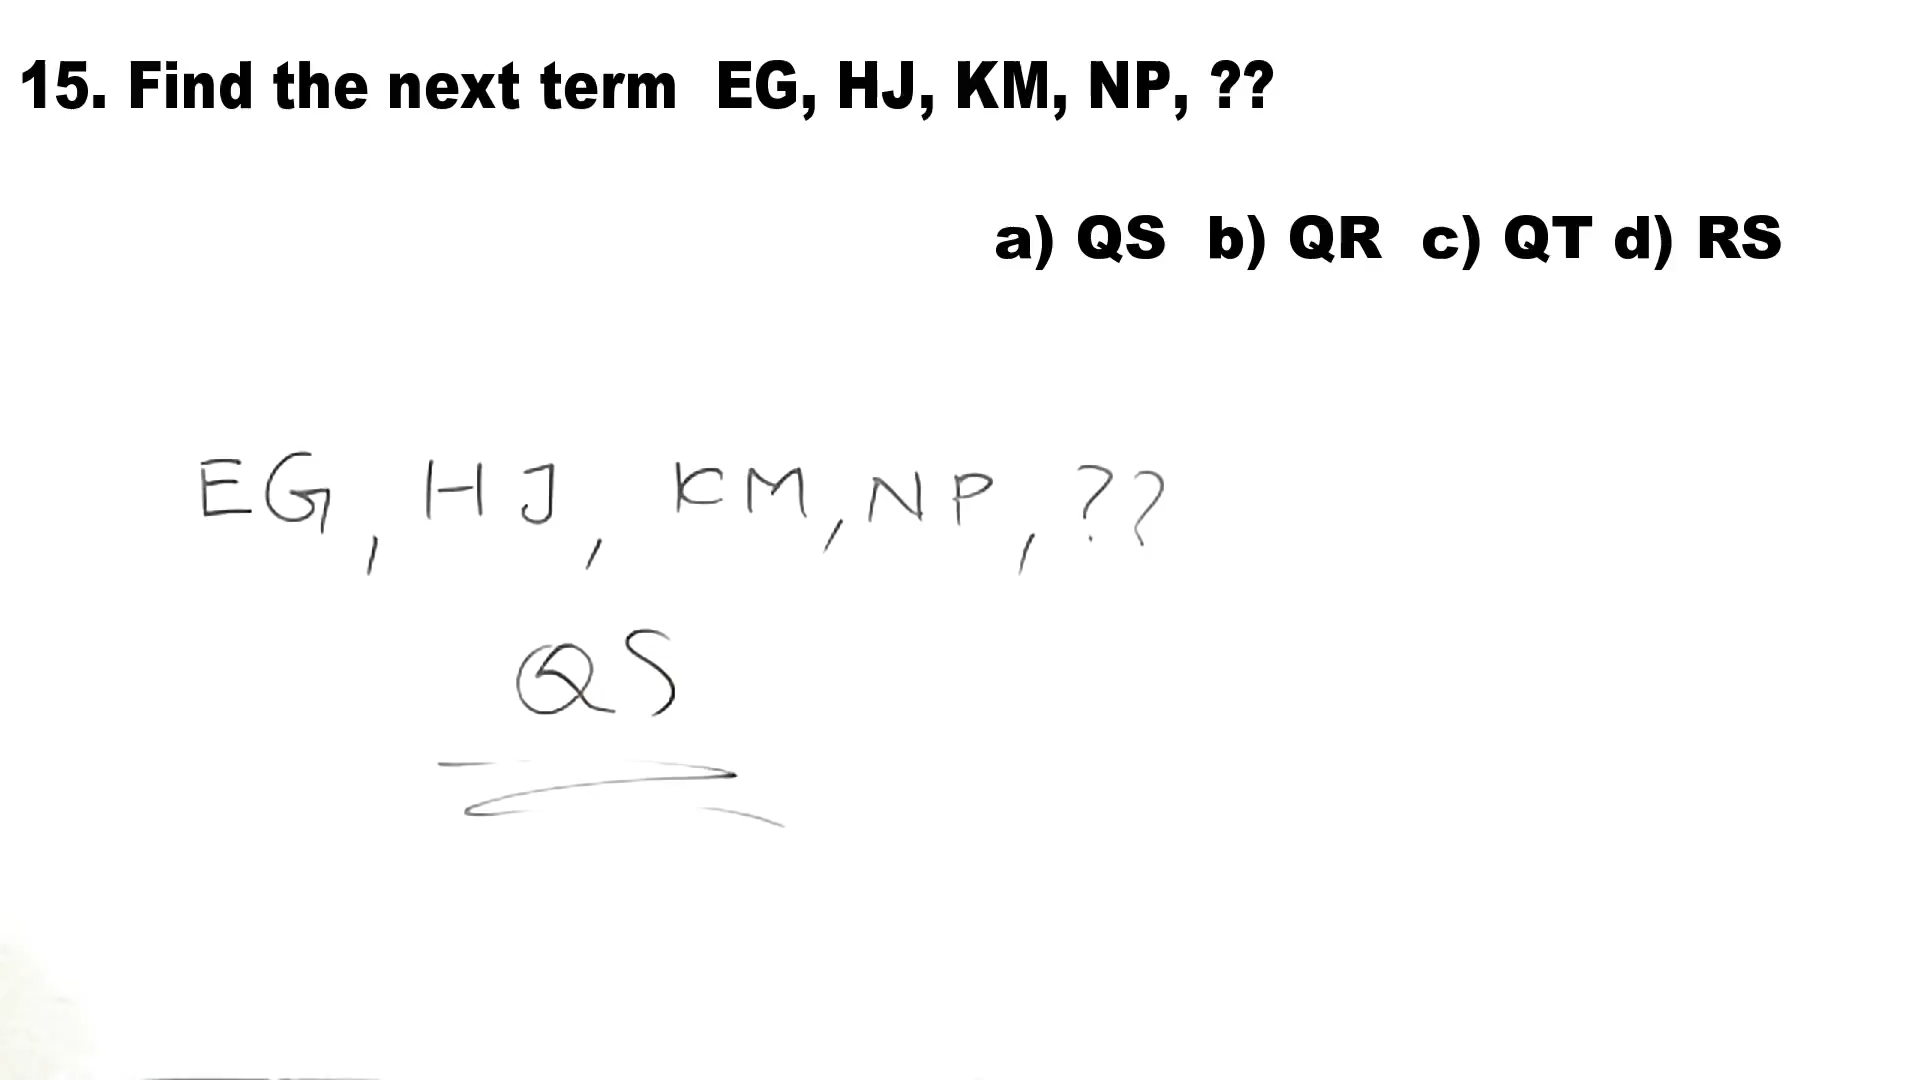 15. Find the next term EG, HJ, KM, NP, ??
a) QS b) QR c) QT d) RS
EG, HJ, KM, NP, ??
QS